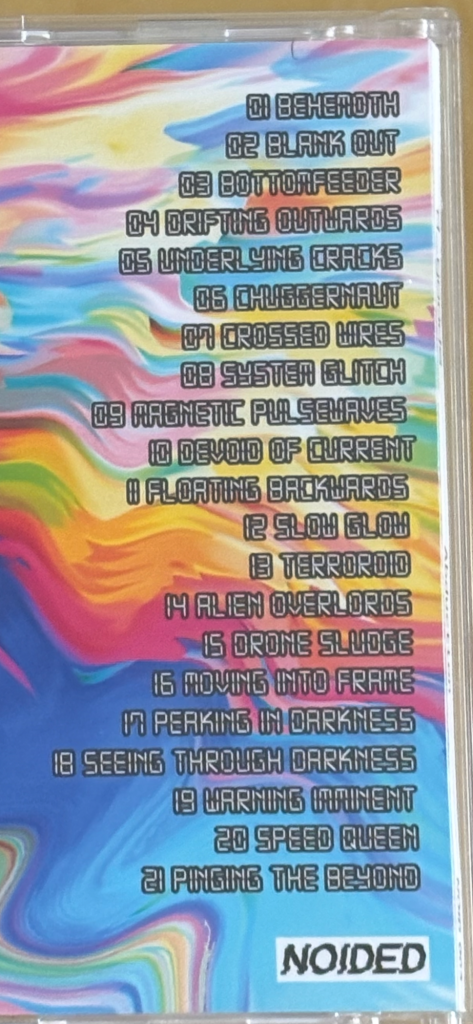 01 BEHEMOTH
02 BLANK OUT
03 BOTTOMFEEDER
04 DRIFTING OUTWARDS
05 UNDERLYING CRACKS
06 CHUGGERNAUT
07 CROSSED WIRES
08 SYSTEM GLITCH
09 MAGNETIC PULSEWAVES
10 DEVOID OF CURRENT
11 FLOATING BACKWARDS
12 SLOW GLOW
13 TERRORDID
14 ALIEN OVERLORDS
15 DRONE SLUDGE
16 MOVING INTO FRAME
17 PEAKING IN DARKNESS
18 SEEING THROUGH DARKNESS
19 WARNING IMMINENT
20 SPEED QUEEN
21 PINGING THE BEYOND
NOIDED